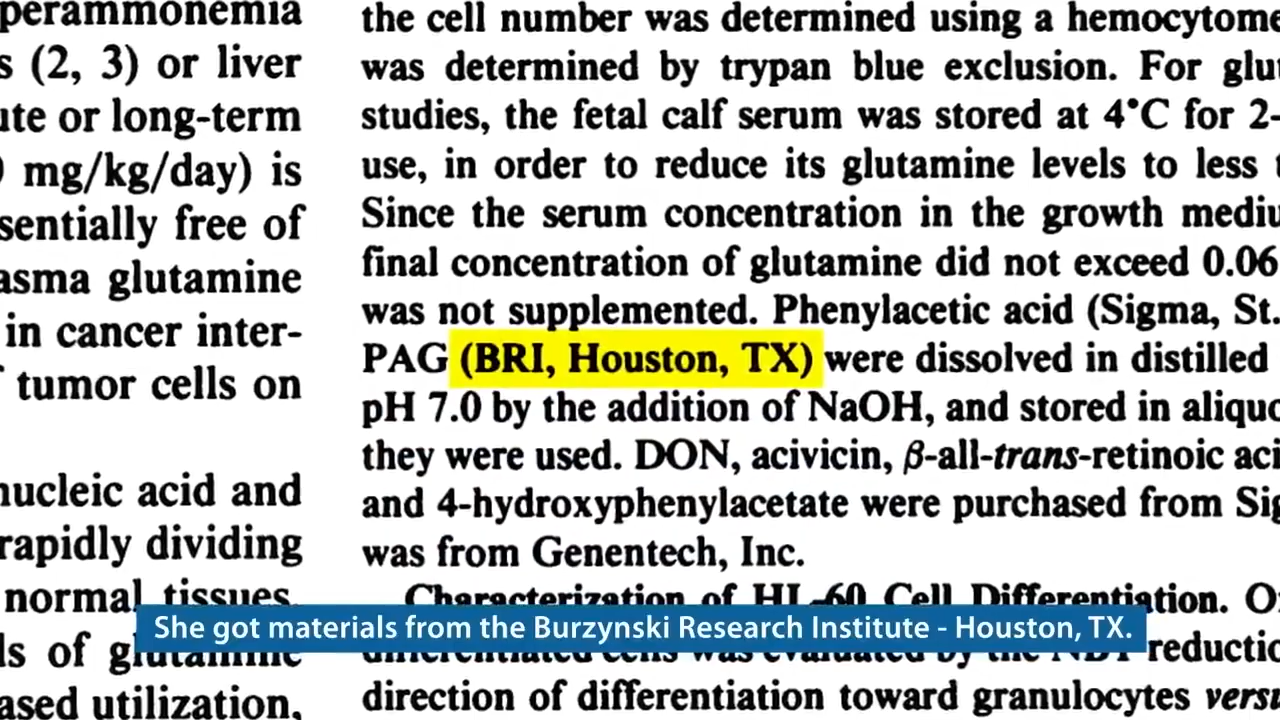 perammonemia
s (2, 3) or liver
ute or long-term
mg/kg/day) is
sentially free of
asma glutamine
in cancer inter-
tumor cells on
nucleic acid and
rapidly dividing
normal tissues.
ls of glutamine
ased utilization,
the cell number was determined using a hemocytome
was determined by trypan blue exclusion. For glut
studies, the fetal calf serum was stored at 4°C for 2-
use, in order to reduce its glutamine levels to less t
Since the serum concentration in the growth mediu
final concentration of glutamine did not exceed 0.06
was not supplemented. Phenylacetic acid (Sigma, St.
PAG (BRI, Houston, TX) were dissolved in distilled
pH 7.0 by the addition of NaOH, and stored in aliquo
they were used. DON, acivicin, β-all-trans-retinoic aci
and 4-hydroxyphenylacetate were purchased from Sig
was from Genentech, Inc.
Characterization of HL-60 Cell Differentiation. O
differentiated cells was evaluated by the NBT reductio
direction of differentiation toward granulocytes versu
She got materials from the Burzynski Research Institute - Houston, TX.